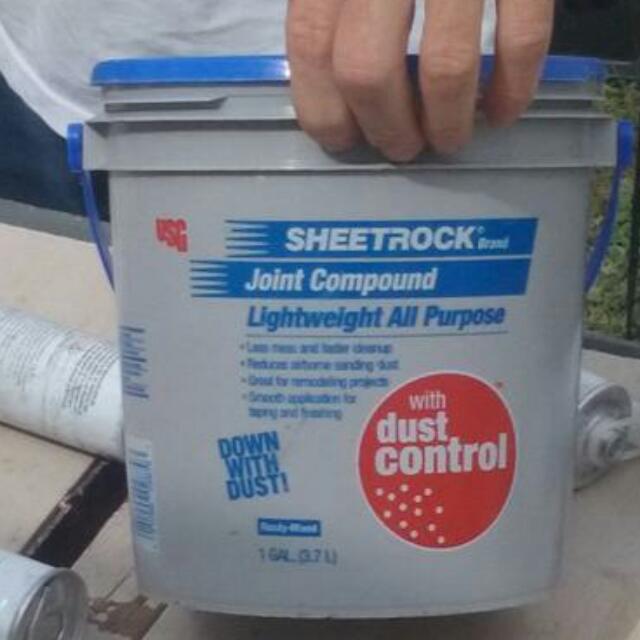 USG
SHEETROCK® Brand
Joint Compound
Lightweight All Purpose
• Less mess and faster cleanup
• Reduces airborne sanding dust
• Great for remodeling projects
• Smooth application for
taping and finishing
with
dust
control
DOWN
WITH
DUST!
Ready-Mixed
1 GAL. (3.7 L)